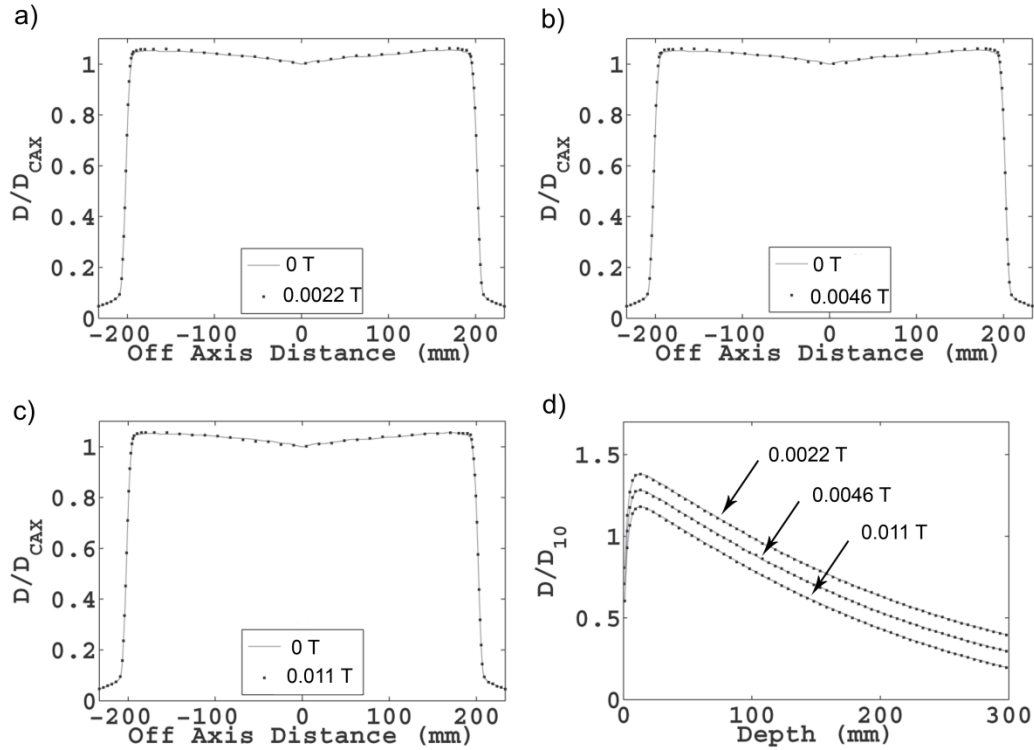 a)
1
0.8
0.6
0.4
0.2
0
D/D_CAX
0 T
0.0022 T
-200 -100 0 100 200
Off Axis Distance (mm)
b)
1
0.8
0.6
0.4
0.2
0
D/D_CAX
0 T
0.0046 T
-200 -100 0 100 200
Off Axis Distance (mm)
c)
1
0.8
0.6
0.4
0.2
0
D/D_CAX
0 T
0.011 T
-200 -100 0 100 200
Off Axis Distance (mm)
d)
1.5
1
0.5
0
D/D_10
0.0022 T
0.0046 T
0.011 T
0 100 200 300
Depth (mm)